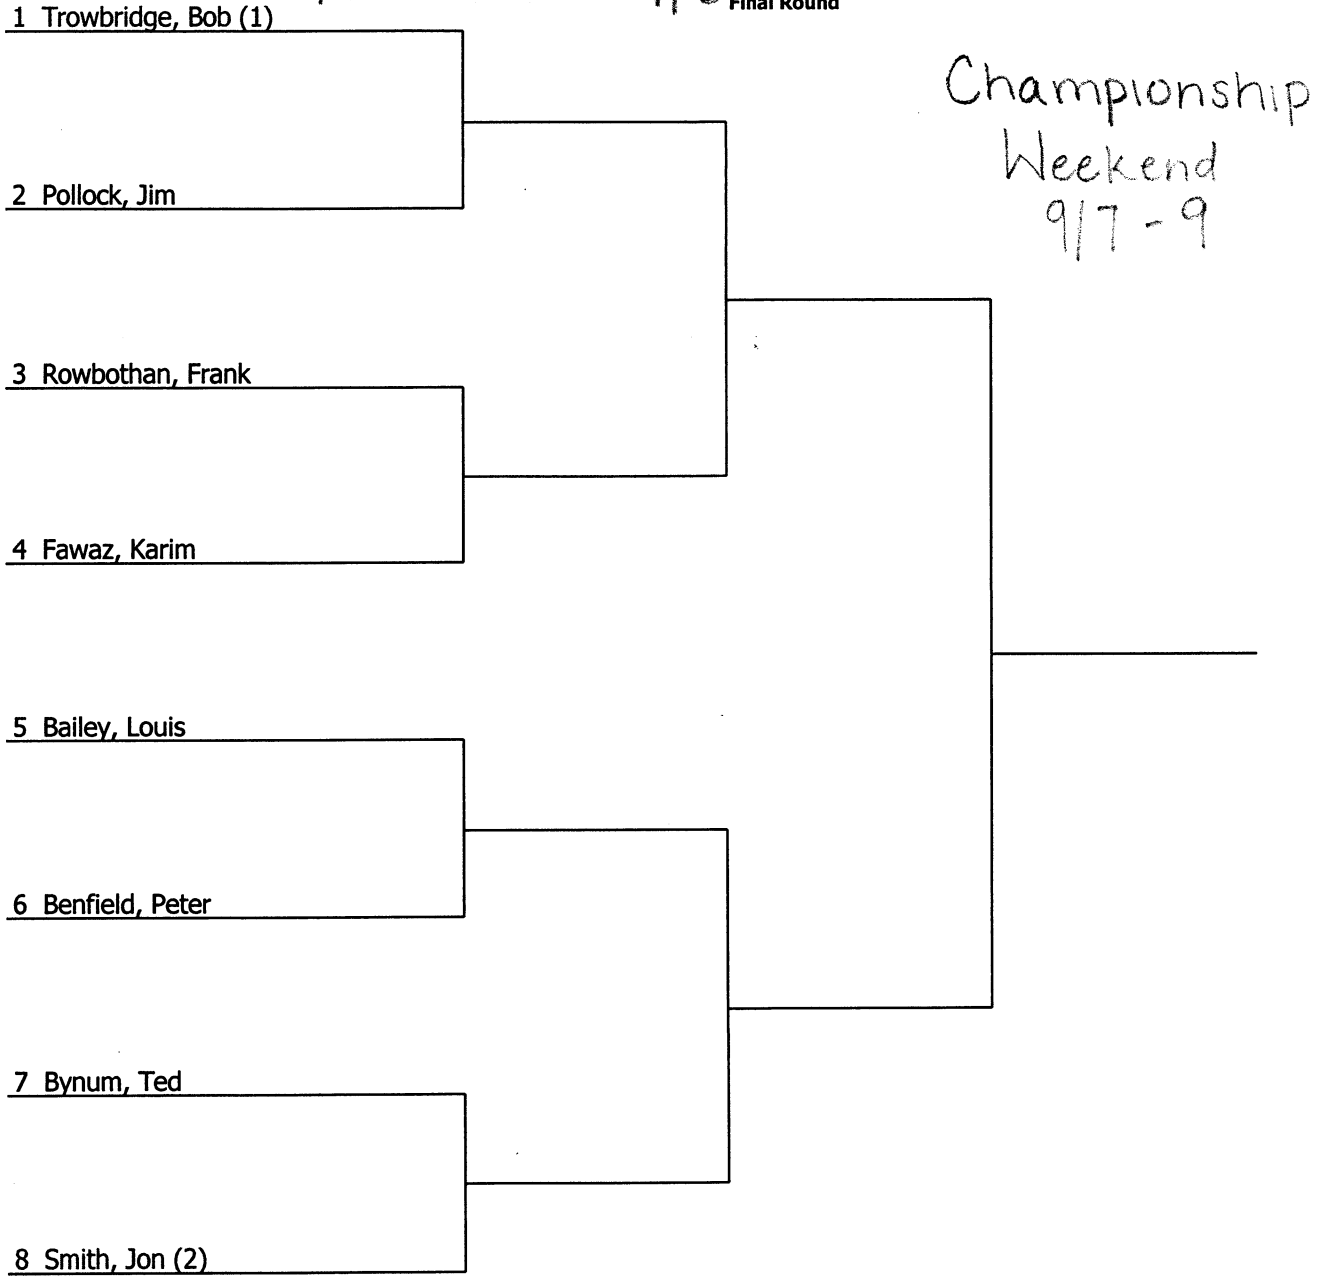 Final Round
1 Trowbridge, Bob (1)
Championship
Weekend
9/7 - 9
2 Pollock, Jim
3 Rowbothan, Frank
4 Fawaz, Karim
5 Bailey, Louis
6 Benfield, Peter
7 Bynum, Ted
8 Smith, Jon (2)